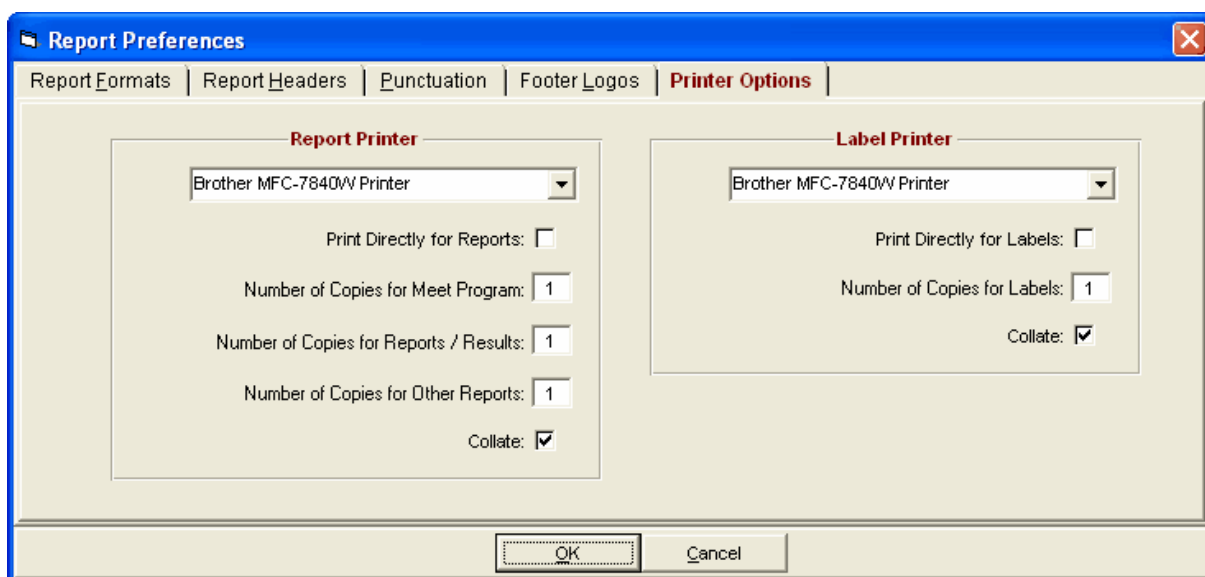 Report Preferences
Report Formats
Report Headers
Punctuation
Footer Logos
Printer Options
Report Printer
Brother MFC-7840W Printer
Print Directly for Reports:
Number of Copies for Meet Program: 1
Number of Copies for Reports / Results: 1
Number of Copies for Other Reports: 1
Collate:
Label Printer
Brother MFC-7840W Printer
Print Directly for Labels:
Number of Copies for Labels: 1
Collate:
OK
Cancel